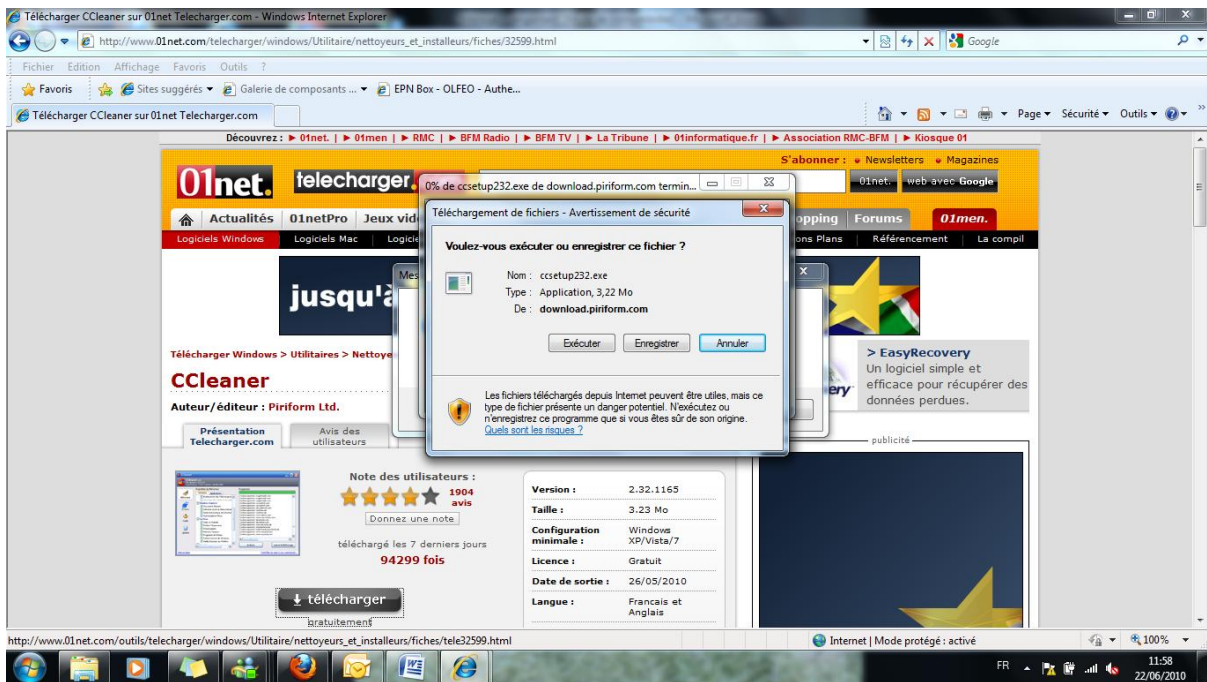 Télécharger CCleaner sur 01net Telecharger.com - Windows Internet Explorer
http://www.01net.com/telecharger/windows/Utilitaire/nettoyeurs_et_installeurs/fiches/32599.html
Google
Fichier Edition Affichage Favoris Outils ?
Favoris Sites suggérés Galerie de composants ... EPN Box - OLFEO - Authe...
Télécharger CCleaner sur 01net Telecharger.com
Page Sécurité Outils
Découvrez : 01net. | 01men | RMC | BFM Radio | BFM TV | La Tribune | 01informatique.fr | Association RMC-BFM | Kiosque 01
S'abonner : Newsletters Magazines
01net. telecharger.
01net. web avec Google
0% de ccsetup232.exe de download.piriform.com termin...
Actualités 01netPro Jeux vid
opping Forums 01men.
Logiciels Windows Logiciels Mac Logicie
ons Plans Référencement La compil
Téléchargement de fichiers - Avertissement de sécurité
Voulez-vous exécuter ou enregistrer ce fichier ?
Nom : ccsetup232.exe
Type : Application, 3,22 Mo
De : download.piriform.com
Exécuter Enregistrer Annuler
Les fichiers téléchargés depuis Internet peuvent être utiles, mais ce
type de fichier présente un danger potentiel. N'exécutez ou
n'enregistrez ce programme que si vous êtes sûr de son origine.
Quels sont les risques ?
Mes
jusqu'à
Télécharger Windows > Utilitaires > Nettoye
CCleaner
Auteur/éditeur : Piriform Ltd.
> EasyRecovery
Un logiciel simple et
efficace pour récupérer des
données perdues.
ery
publicité
Présentation
Telecharger.com
Avis des
utilisateurs
Note des utilisateurs :
1904
avis
Donnez une note
téléchargé les 7 derniers jours
94299 fois
télécharger
gratuitement
Version : 2.32.1165
Taille : 3.23 Mo
Configuration
minimale :
Windows
XP/Vista/7
Licence : Gratuit
Date de sortie : 26/05/2010
Langue : Francais et
Anglais
http://www.01net.com/outils/telecharger/windows/Utilitaire/nettoyeurs_et_installeurs/fiches/tele32599.html
Internet | Mode protégé : activé
100%
FR
11:58
22/06/2010